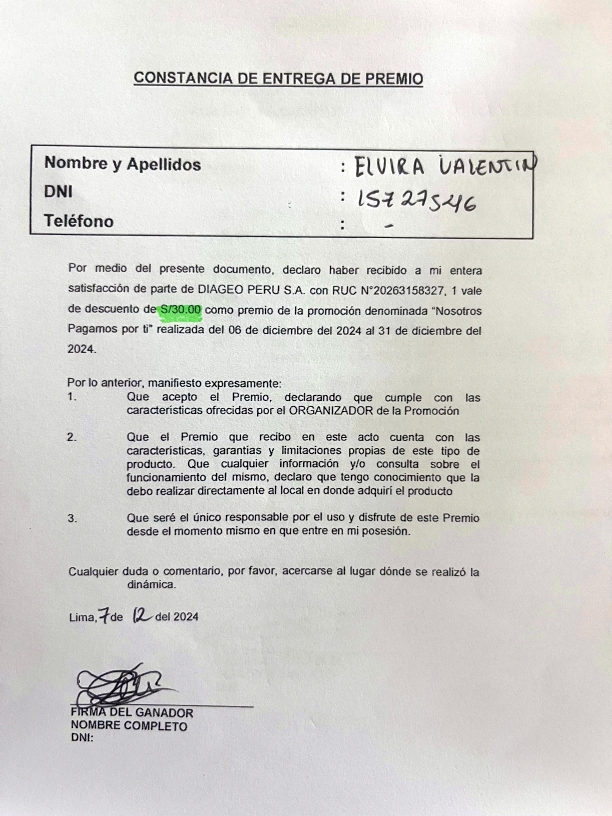 CONSTANCIA DE ENTREGA DE PREMIO
Nombre y Apellidos : ELVIRA VALENTIN
DNI : 15727546
Teléfono : -
Por medio del presente documento, declaro haber recibido a mi entera
satisfacción de parte de DIAGEO PERU S.A. con RUC N°20263158327, 1 vale
de descuento de S/30.00 como premio de la promoción denominada "Nosotros
Pagamos por ti" realizada del 06 de diciembre del 2024 al 31 de diciembre del
2024.
Por lo anterior, manifiesto expresamente:
1. Que acepto el Premio, declarando que cumple con las
características ofrecidas por el ORGANIZADOR de la Promoción
2. Que el Premio que recibo en este acto cuenta con las
características, garantías y limitaciones propias de este tipo de
producto. Que cualquier información y/o consulta sobre el
funcionamiento del mismo, declaro que tengo conocimiento que la
debo realizar directamente al local en donde adquirí el producto
3. Que seré el único responsable por el uso y disfrute de este Premio
desde el momento mismo en que entre en mi posesión.
Cualquier duda o comentario, por favor, acercarse al lugar dónde se realizó la
dinámica.
Lima, 7 de 12 del 2024
FIRMA DEL GANADOR
NOMBRE COMPLETO
DNI: